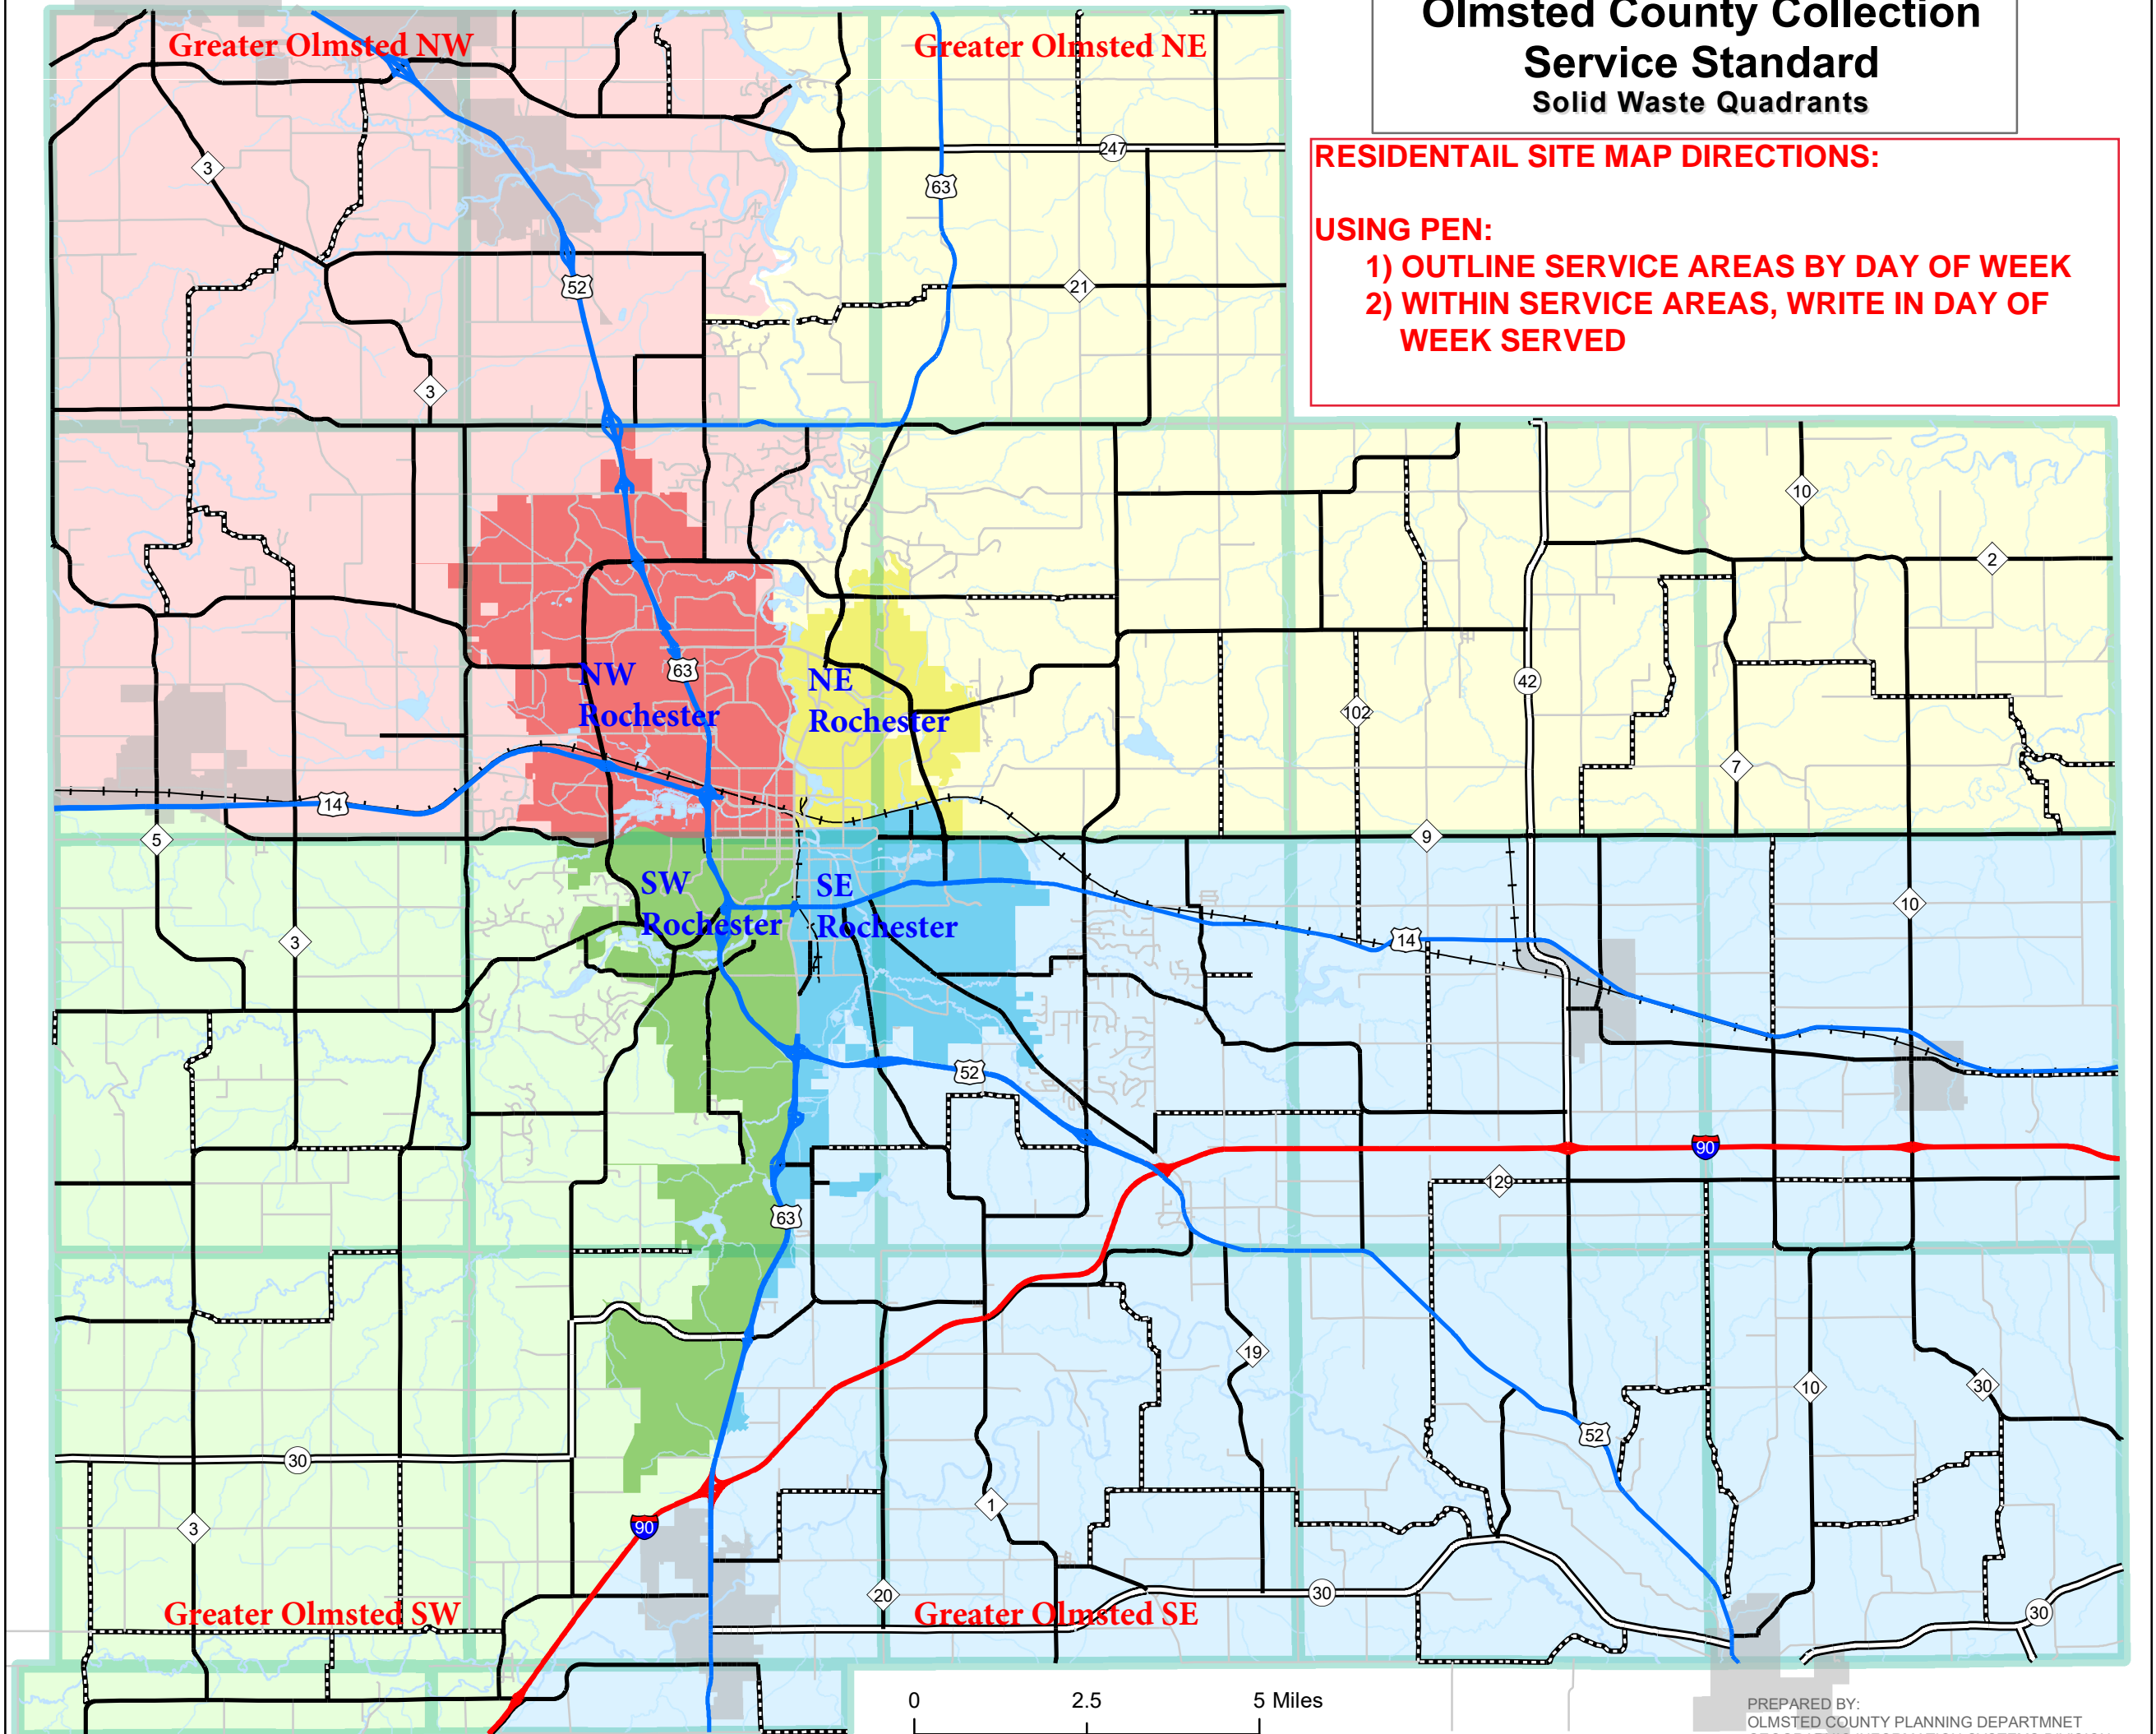 Olmsted County Collection
Service Standard
Solid Waste Quadrants
RESIDENTAIL SITE MAP DIRECTIONS:
USING PEN:
1) OUTLINE SERVICE AREAS BY DAY OF WEEK
2) WITHIN SERVICE AREAS, WRITE IN DAY OF
WEEK SERVED
Greater Olmsted NW
Greater Olmsted NE
247
3
63
52
21
3
10
2
NW
Rochester
63
NE
Rochester
42
102
7
14
5
9
SW
Rochester
SE
Rochester
10
3
14
52
90
129
63
19
10
30
52
30
1
3
90
20
30
30
Greater Olmsted SW
Greater Olmsted SE
0 2.5 5 Miles
PREPARED BY:
OLMSTED COUNTY PLANNING DEPARTMNET